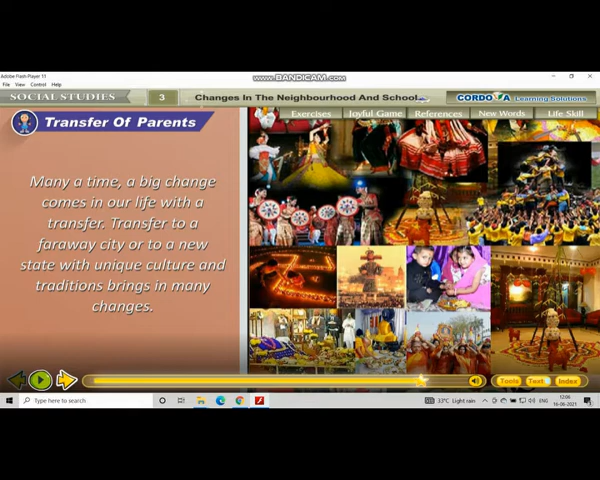 www.BANDICAM.com
Adobe Flash Player 11
File View Control Help
SOCIAL STUDIES 3 Changes In The Neighbourhood And School... CORDOVA Learning Solutions
Transfer Of Parents Exercises Joyful Game References New Words Life Skill
Many a time, a big change
comes in our life with a
transfer. Transfer to a
faraway city or to a new
state with unique culture and
traditions brings in many
changes.
Tools Text Index
Type here to search 33°C Light rain ENG 12:06
16-06-2021